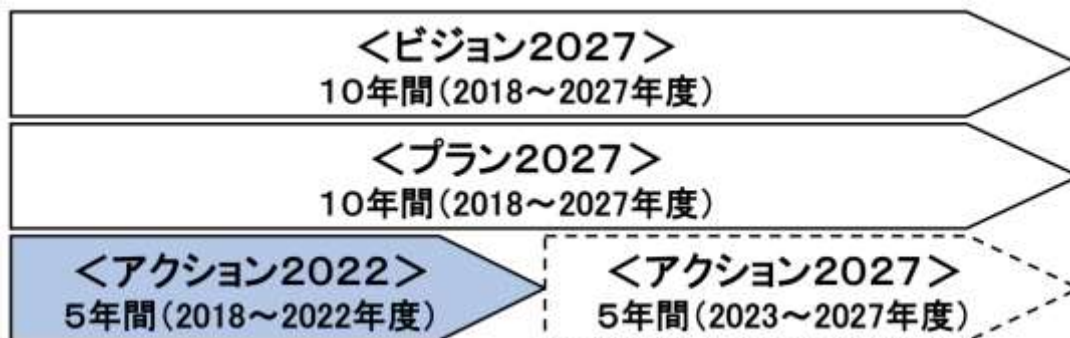 ＜ビジョン２０２７＞
１０年間（2018～2027年度）
＜プラン２０２７＞
１０年間（2018～2027年度）
＜アクション２０２２＞
５年間（2018～2022年度）
＜アクション２０２７＞
５年間（2023～2027年度）